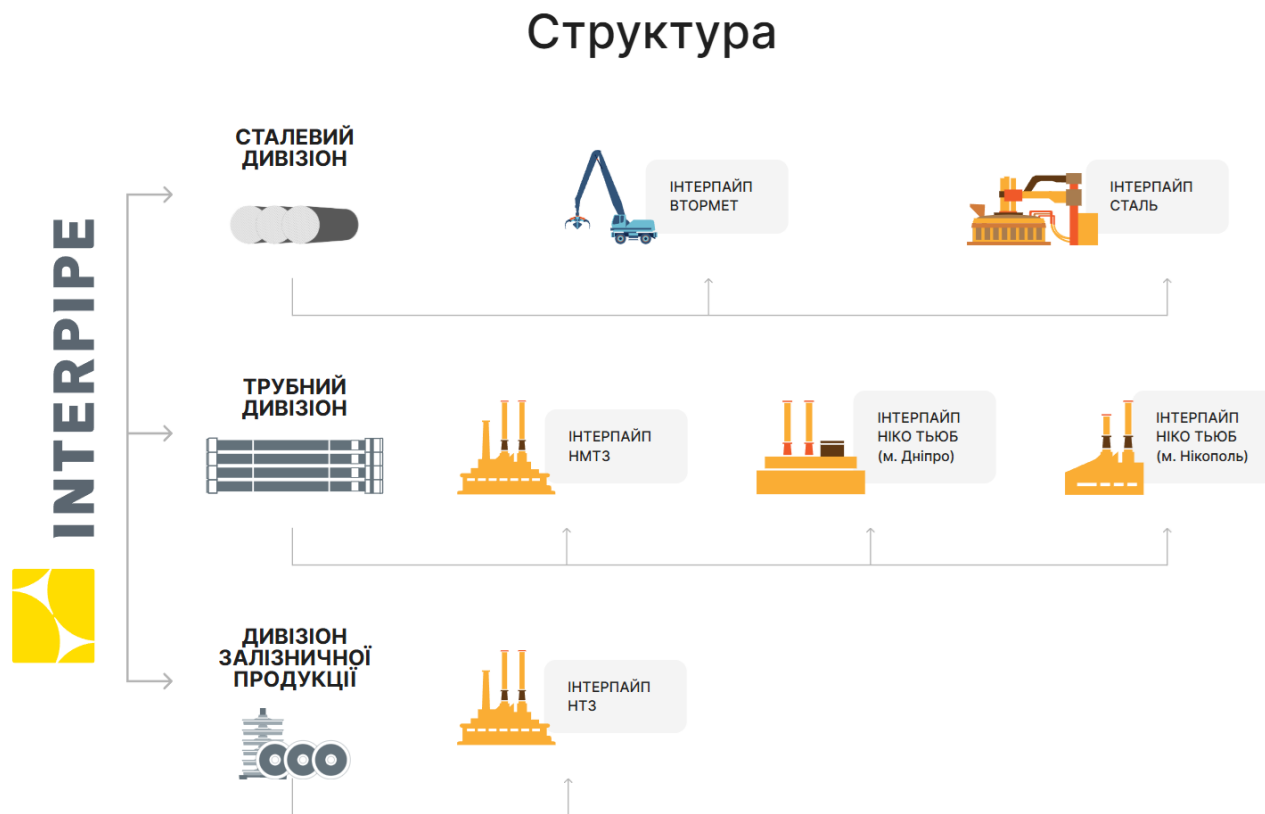 Структура
INTERPIPE
СТАЛЕВИЙ
ДИВІЗІОН
ІНТЕРПАЙП
ВТОРМЕТ
ІНТЕРПАЙП
СТАЛЬ
ТРУБНИЙ
ДИВІЗІОН
ІНТЕРПАЙП
НМТЗ
ІНТЕРПАЙП
НІКО ТЬЮБ
(м. Дніпро)
ІНТЕРПАЙП
НІКО ТЬЮБ
(м. Нікополь)
ДИВІЗІОН
ЗАЛІЗНИЧНОЇ
ПРОДУКЦІЇ
ІНТЕРПАЙП
НТЗ